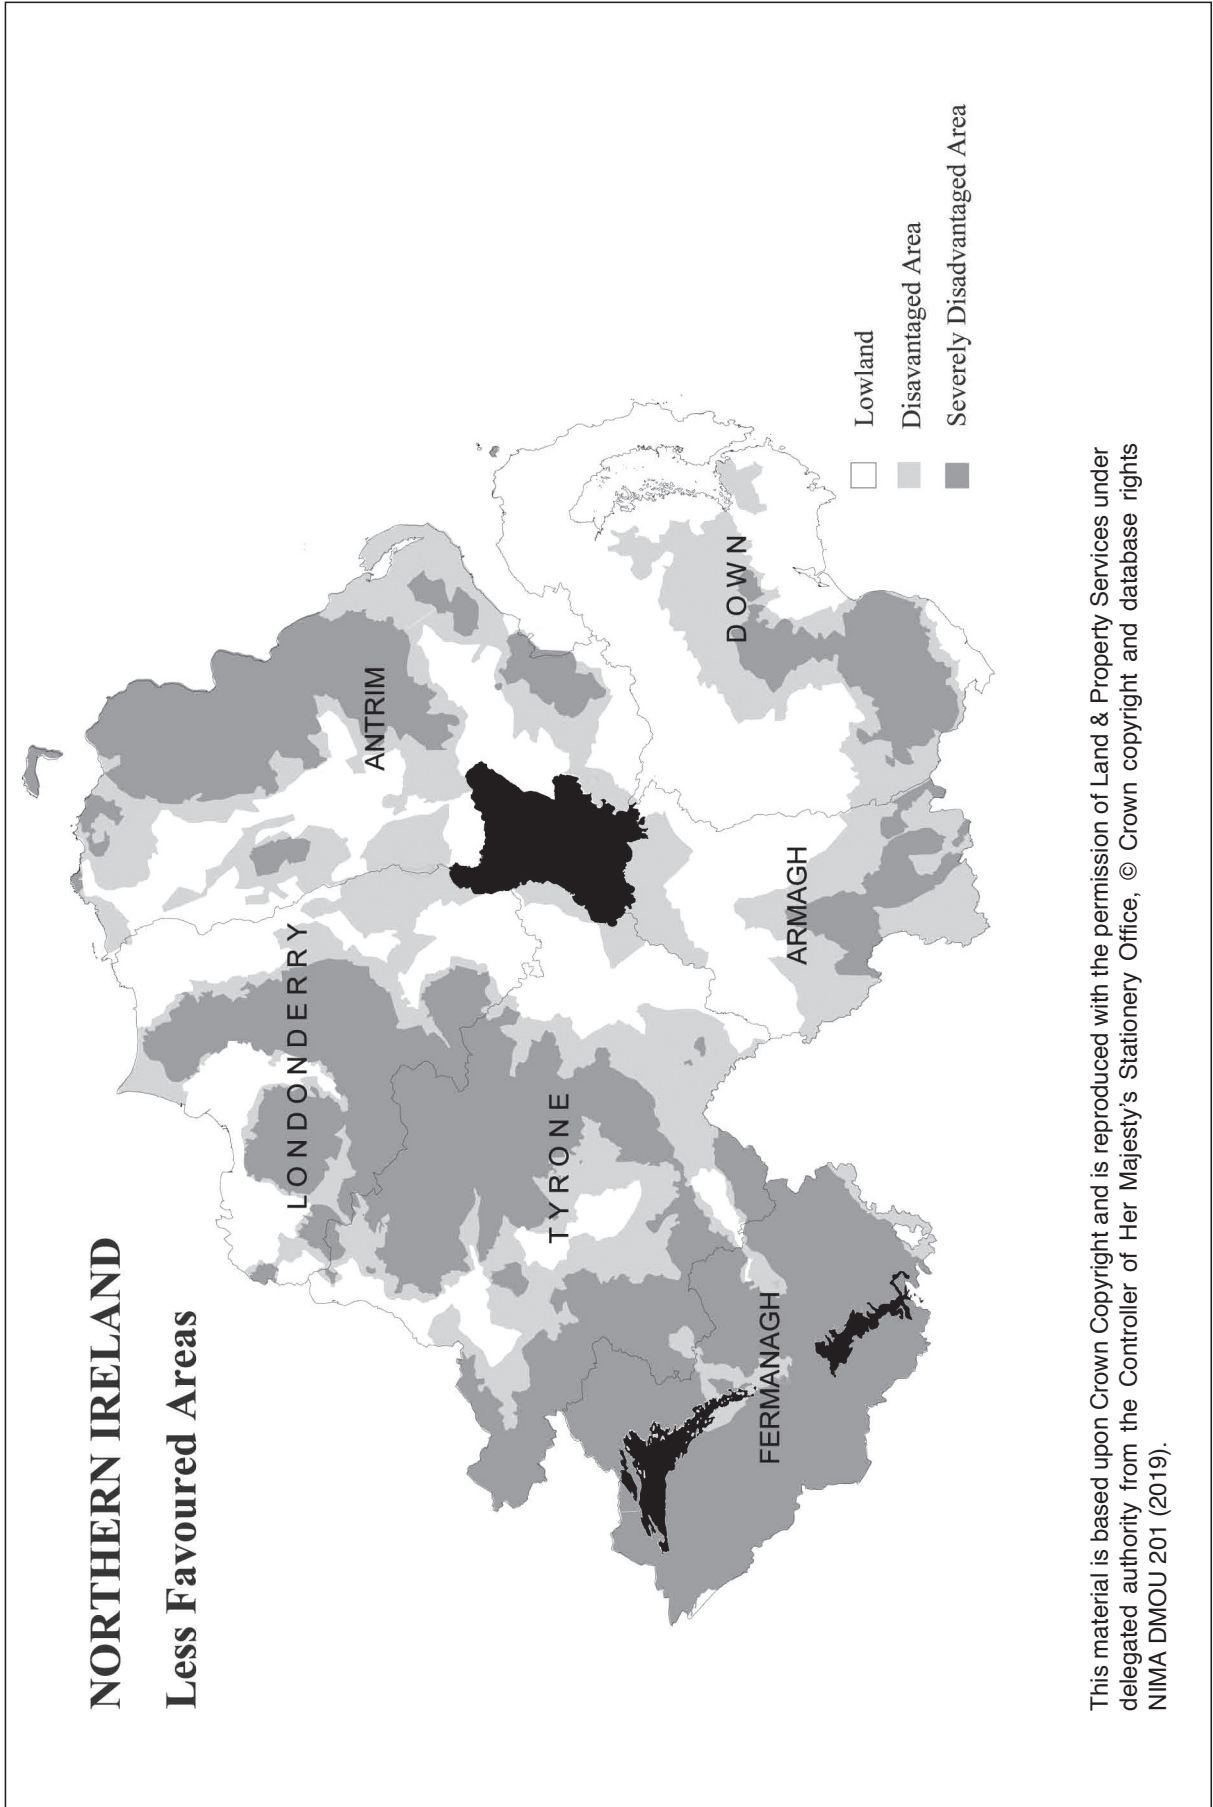 NORTHERN IRELAND
Less Favoured Areas
LONDONDERRY
ANTRIM
TYRONE
DOWN
ARMAGH
FERMANAGH
Lowland
Disavantaged Area
Severely Disadvantaged Area
This material is based upon Crown Copyright and is reproduced with the permission of Land & Property Services under
delegated authority from the Controller of Her Majesty's Stationery Office, © Crown copyright and database rights
NIMA DMOU 201 (2019).